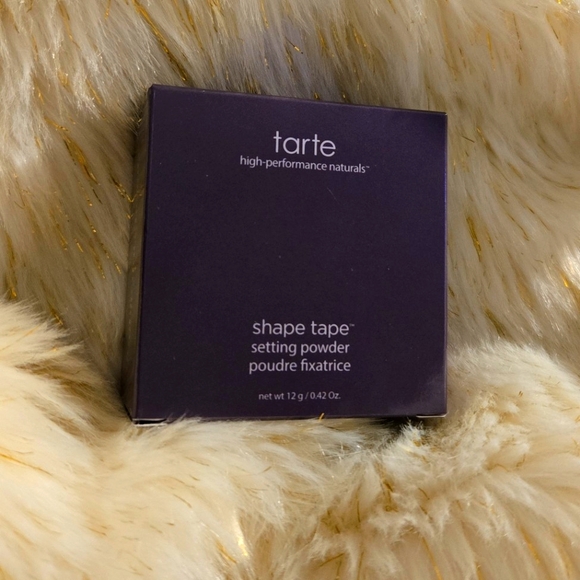 tarte
high-performance naturals™
shape tape™
setting powder
poudre fixatrice
net wt 12 g / 0.42 Oz.